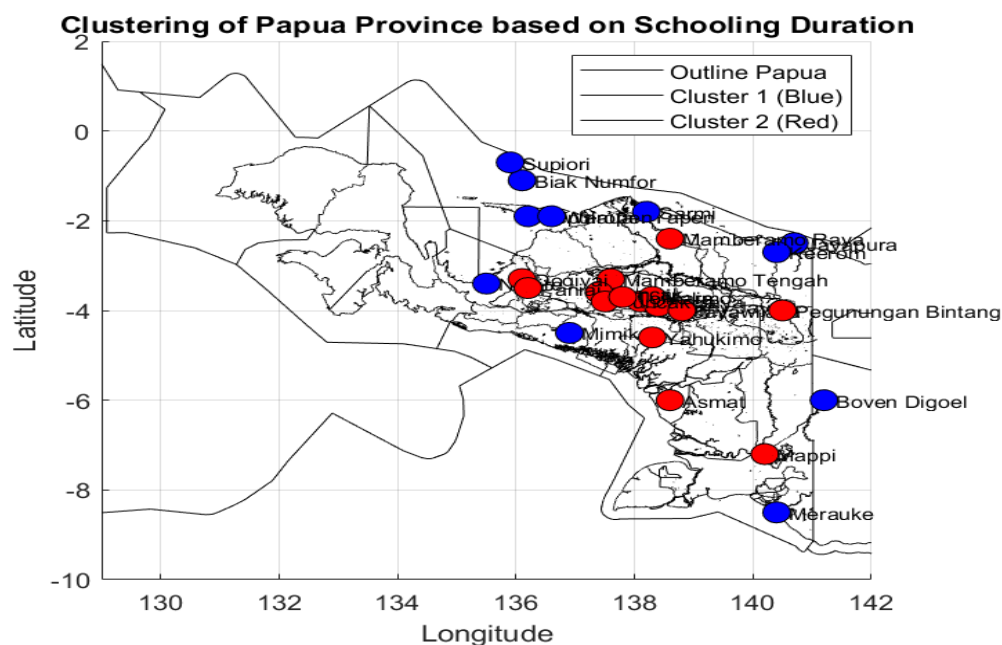 Clustering of Papua Province based on Schooling Duration
Outline Papua
Cluster 1 (Blue)
Cluster 2 (Red)
Latitude
2
0
-2
-4
-6
-8
-10
Supiori
Biak Numfor
Sarmi
Mamberamo Raya
Keerom
Mamberamo Tengah
Pegunungan Bintang
Yahukimo
Asmat
Boven Digoel
Mappi
Merauke
130
132
134
136
138
140
142
Longitude